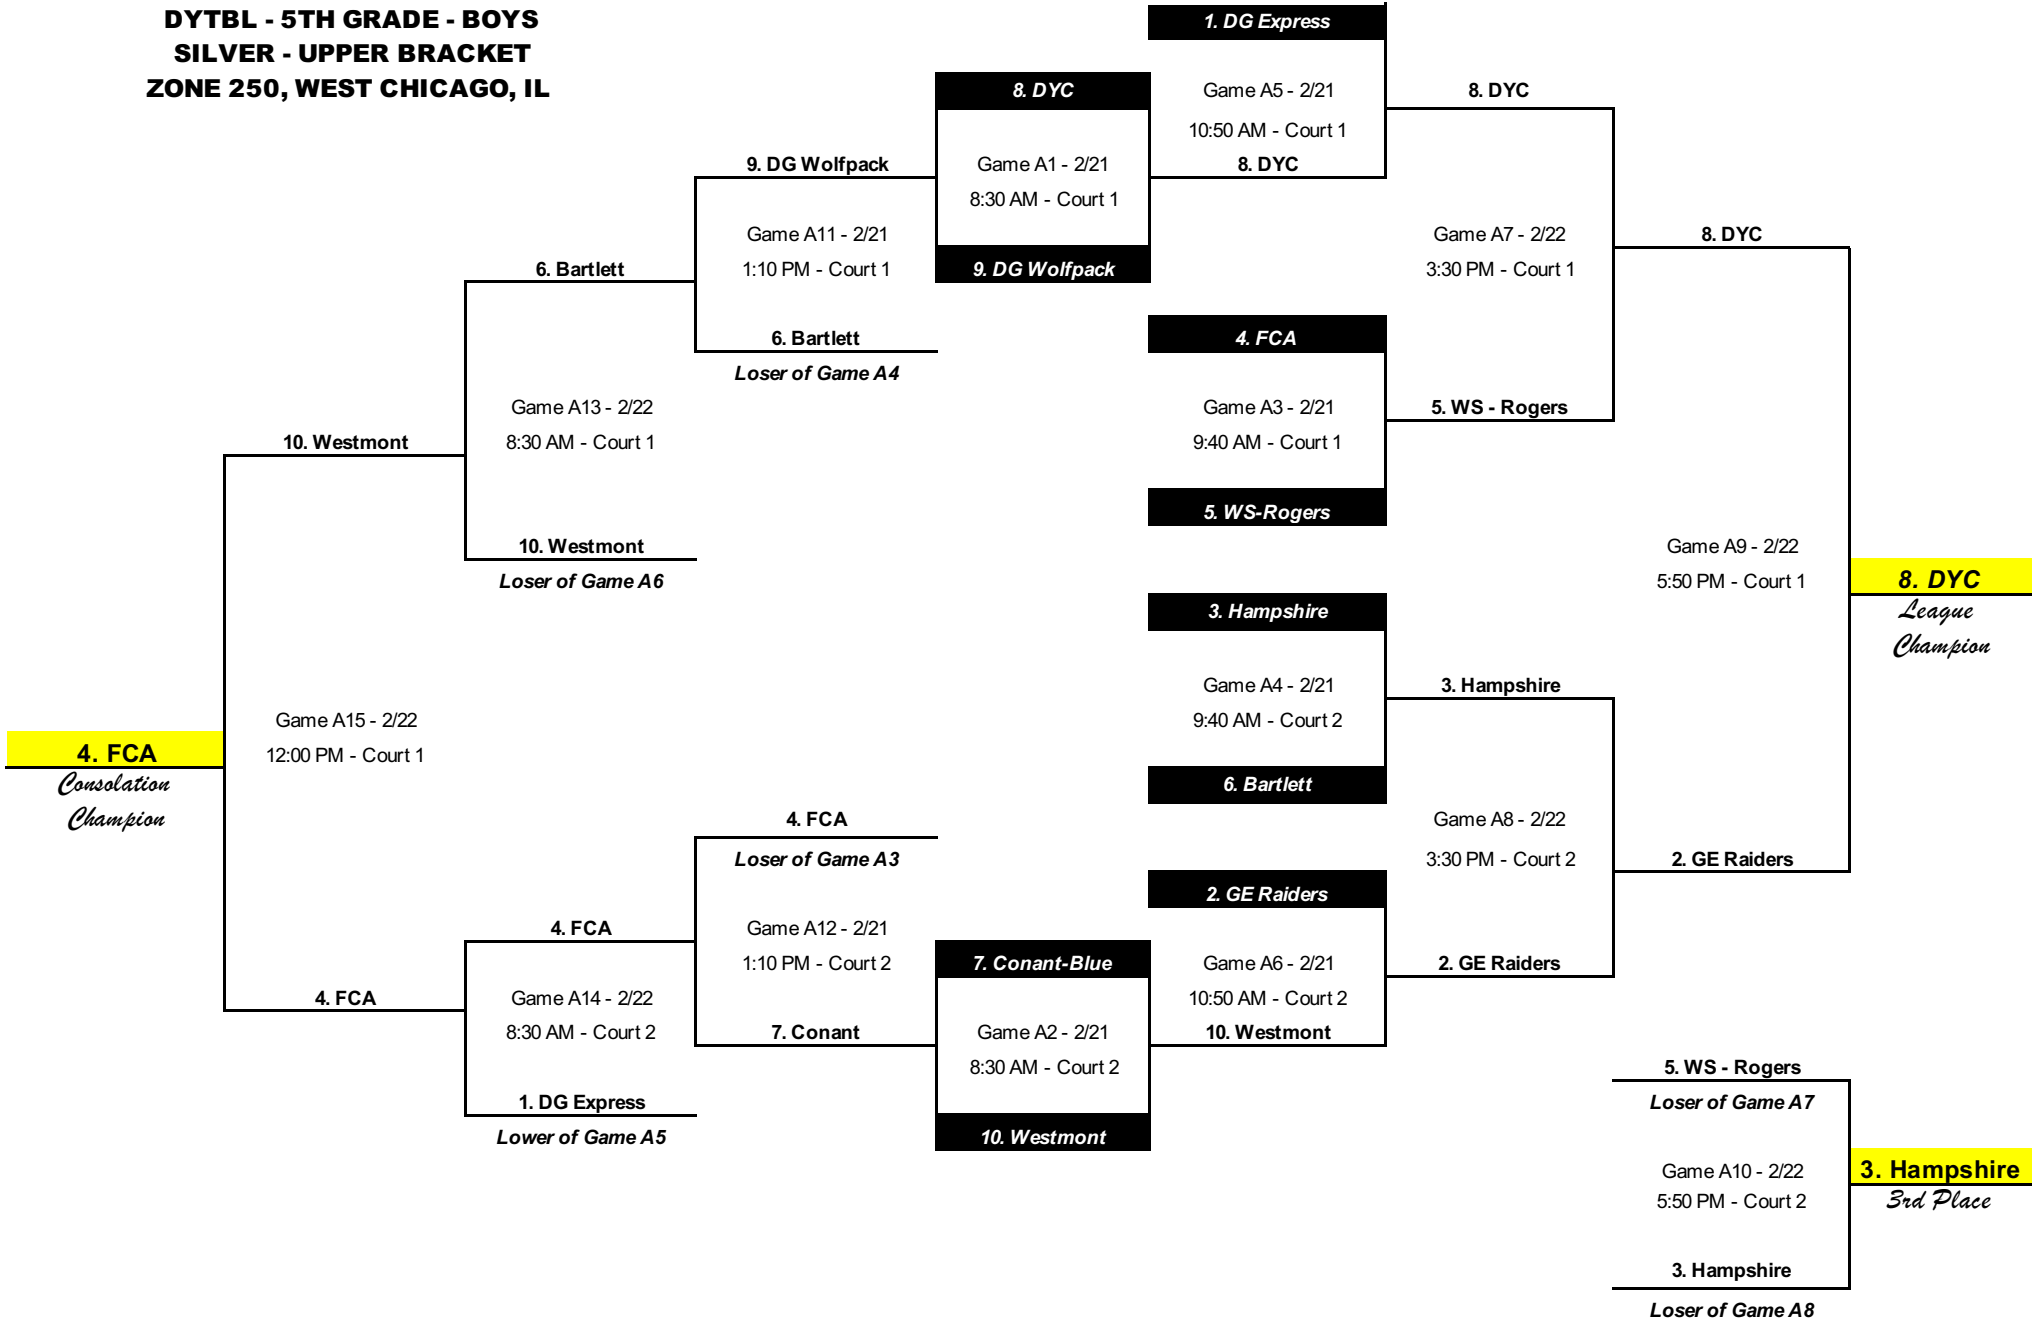 DYTBL - 5TH GRADE - BOYS
SILVER - UPPER BRACKET
ZONE 250, WEST CHICAGO, IL
1. DG Express
8. DYC
Game A5 - 2/21
8. DYC
10:50 AM - Court 1
9. DG Wolfpack
Game A1 - 2/21
8. DYC
8:30 AM - Court 1
Game A11 - 2/21
Game A7 - 2/22
8. DYC
6. Bartlett
1:10 PM - Court 1
9. DG Wolfpack
3:30 PM - Court 1
6. Bartlett
4. FCA
Loser of Game A4
Game A13 - 2/22
Game A3 - 2/21
5. WS - Rogers
10. Westmont
8:30 AM - Court 1
9:40 AM - Court 1
5. WS-Rogers
10. Westmont
Game A9 - 2/22
Loser of Game A6
5:50 PM - Court 1
8. DYC
3. Hampshire
League
Champion
Game A4 - 2/21
3. Hampshire
Game A15 - 2/22
9:40 AM - Court 2
4. FCA
12:00 PM - Court 1
Consolation
6. Bartlett
Champion
4. FCA
Game A8 - 2/22
Loser of Game A3
3:30 PM - Court 2
2. GE Raiders
2. GE Raiders
4. FCA
Game A12 - 2/21
1:10 PM - Court 2
7. Conant-Blue
Game A6 - 2/21
2. GE Raiders
4. FCA
Game A14 - 2/22
10:50 AM - Court 2
8:30 AM - Court 2
7. Conant
Game A2 - 2/21
10. Westmont
8:30 AM - Court 2
5. WS - Rogers
1. DG Express
Loser of Game A7
Lower of Game A5
10. Westmont
Game A10 - 2/22
3. Hampshire
5:50 PM - Court 2
3rd Place
3. Hampshire
Loser of Game A8